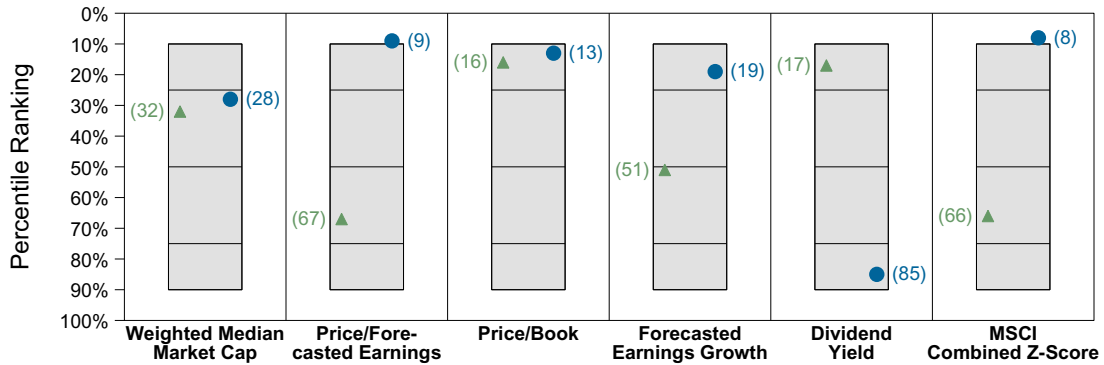 Percentile Ranking
0%
10%
20%
30%
40%
50%
60%
70%
80%
90%
100%
(32)
(28)
(67)
(9)
(16)
(13)
(51)
(19)
(17)
(85)
(66)
(8)
Weighted Median
Market Cap
Price/Fore-
casted Earnings
Price/Book
Forecasted
Earnings Growth
Dividend
Yield
MSCI
Combined Z-Score